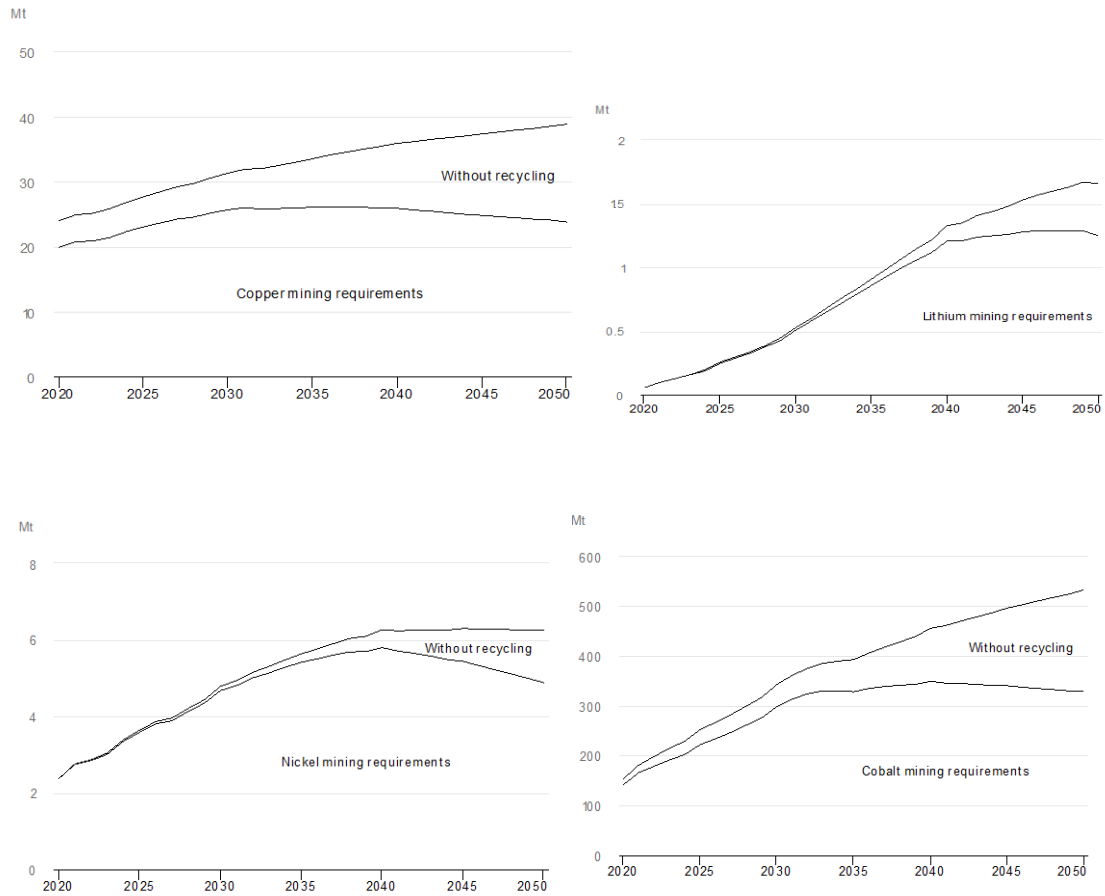 Mt
50
40
30
20
10
0
Without recycling
Copper mining requirements
2020 2025 2030 2035 2040 2045 2050
Mt
2
1.5
1
0.5
0
Lithium mining requirements
2020 2025 2030 2035 2040 2045 2050
Mt
8
6
4
2
0
Without recycling
Nickel mining requirements
2020 2025 2030 2035 2040 2045 2050
Mt
600
500
400
300
200
100
0
Without recycling
Cobalt mining requirements
2020 2025 2030 2035 2040 2045 2050